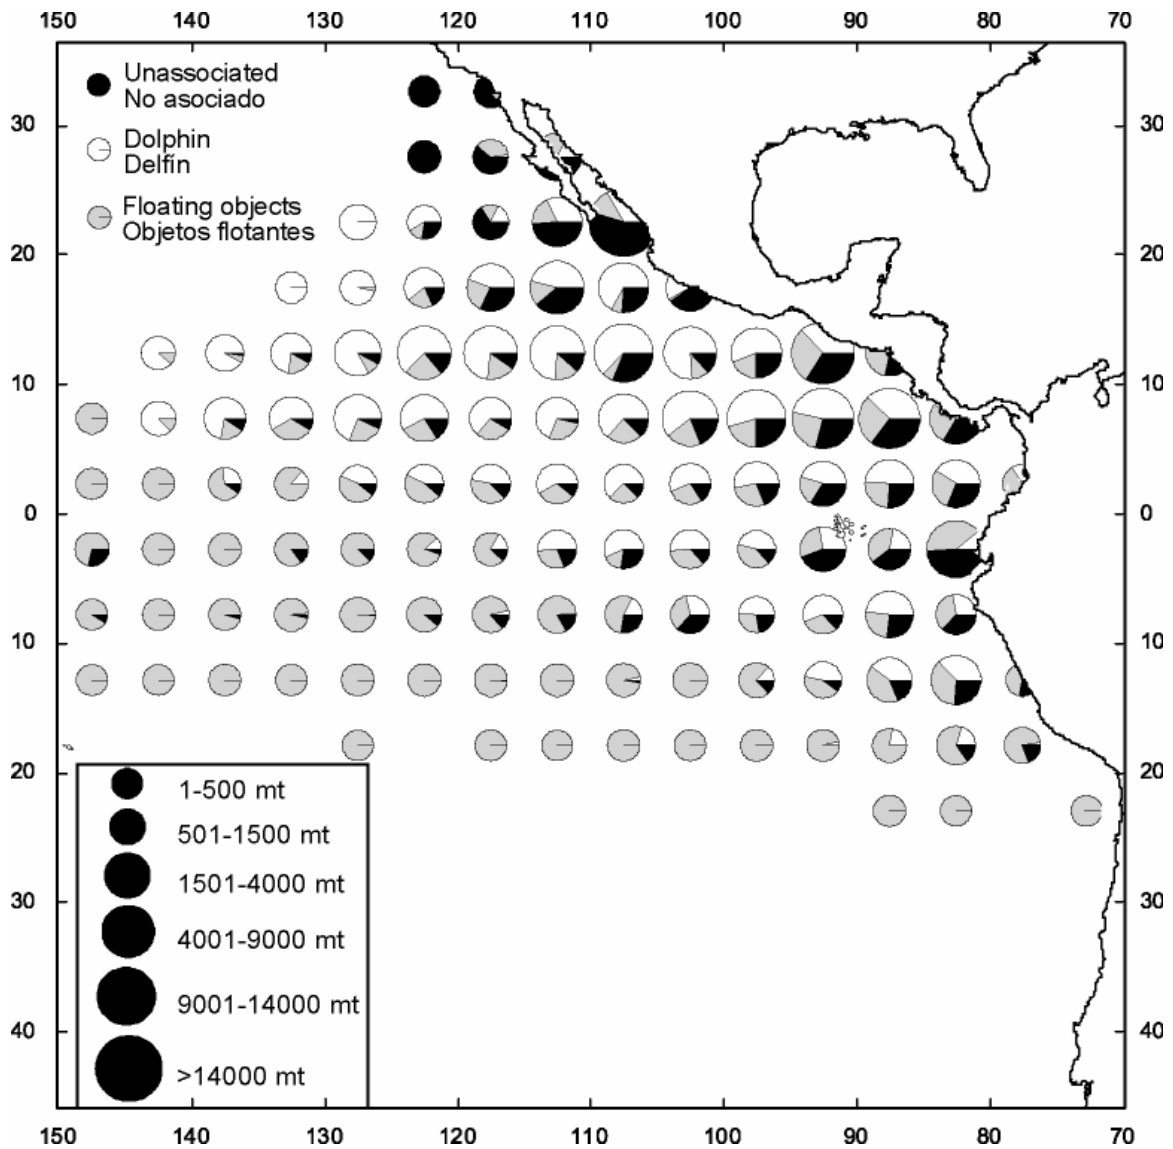 150 140 130 120 110 100 90 80 70
Unassociated
No asociado
Dolphin
Delfín
Floating objects
Objetos flotantes
30 30
20 20
10 10
0 0
10 10
20 20
30 30
40 40
1-500 mt
501-1500 mt
1501-4000 mt
4001-9000 mt
9001-14000 mt
>14000 mt
150 140 130 120 110 100 90 80 70